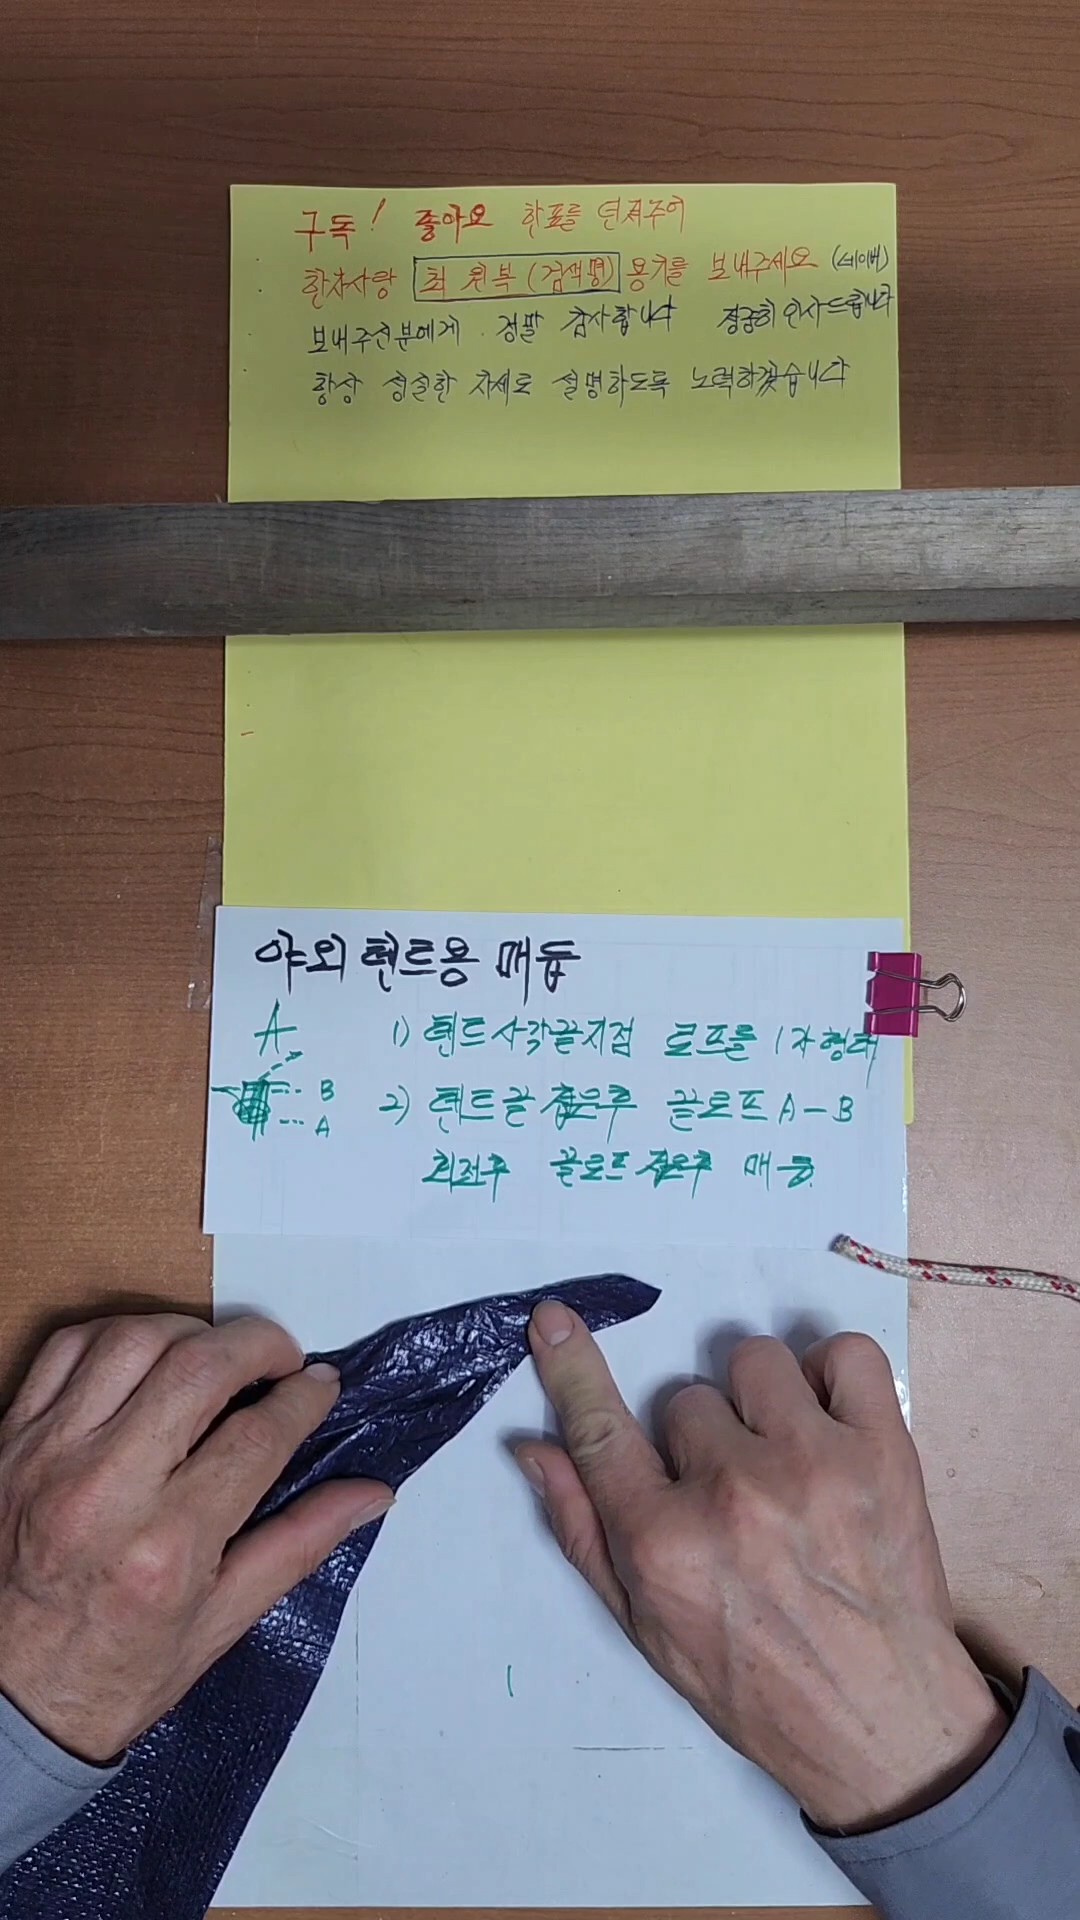 구독! 좋아요 한표를 던져주어
한자사랑 최원복(검색명) 용기를 보내주세요 (네이버)
보내주신분에게 정말 감사합니다 정중히 인사드립니다
항상 성실한 자세로 설명하도록 노력하겠습니다
야외 텐트용 매듭
A
1) 텐트 사각끝지점 로프를 1자형태
B
A
2) 텐트끝 접은후 끝로프 A-B
회전후 끝로프 접은후 매듭.